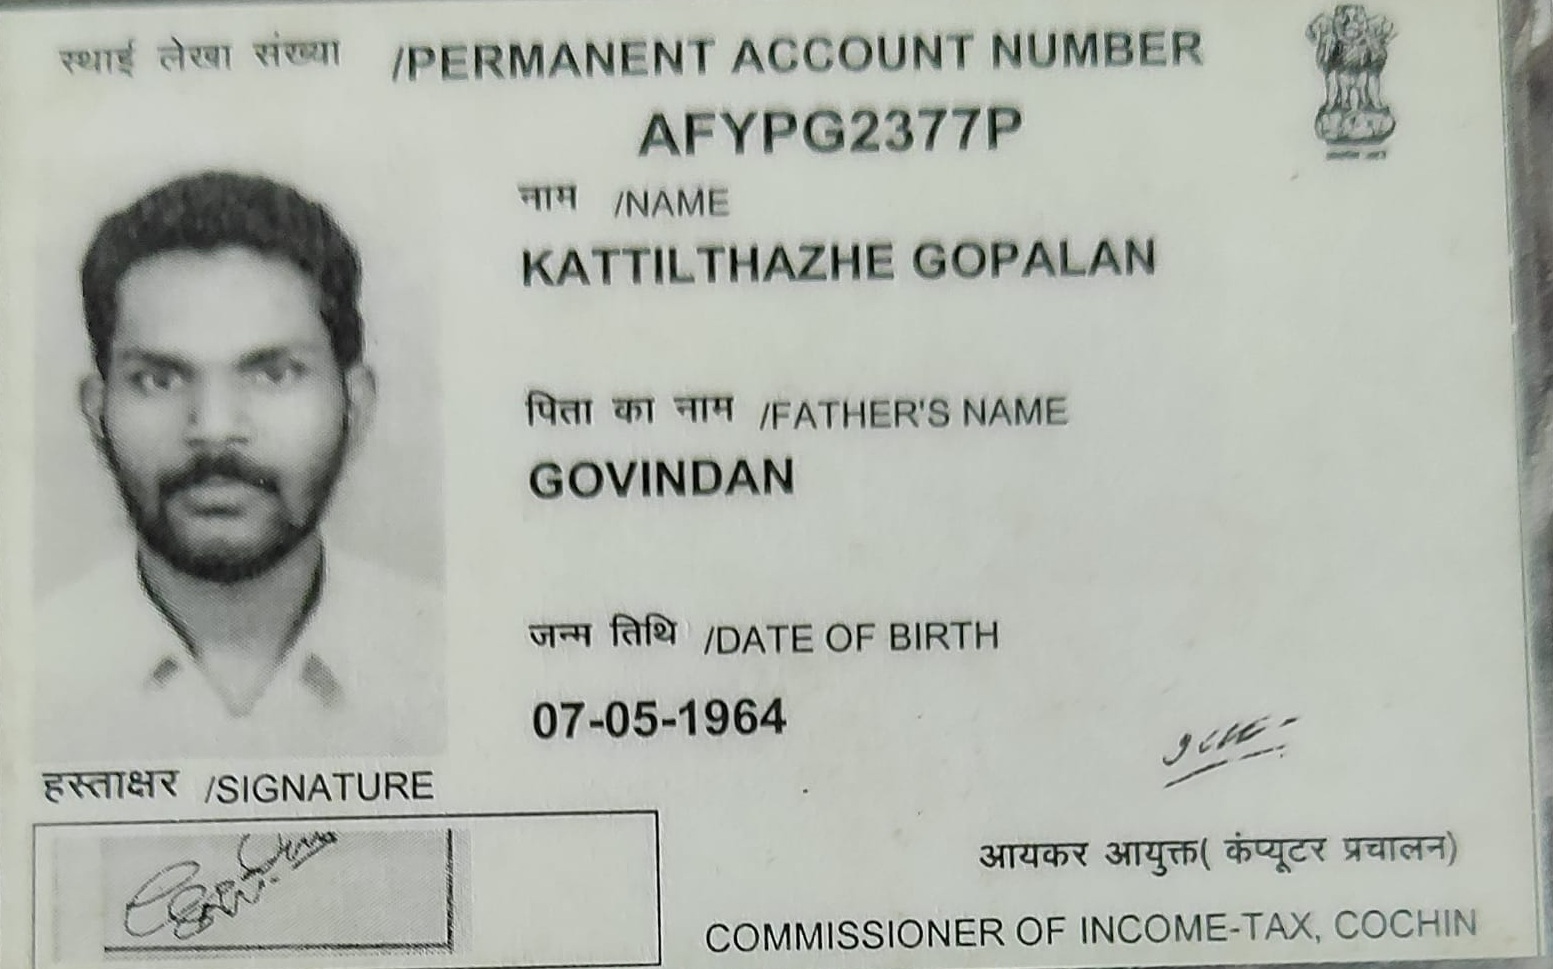 स्थाई लेखा संख्या /PERMANENT ACCOUNT NUMBER
AFYPG2377P
नाम /NAME
KATTILTHAZHE GOPALAN
पिता का नाम /FATHER'S NAME
GOVINDAN
जन्म तिथि /DATE OF BIRTH
07-05-1964
हस्ताक्षर /SIGNATURE
आयकर आयुक्त( कंप्यूटर प्रचालन)
COMMISSIONER OF INCOME-TAX, COCHIN